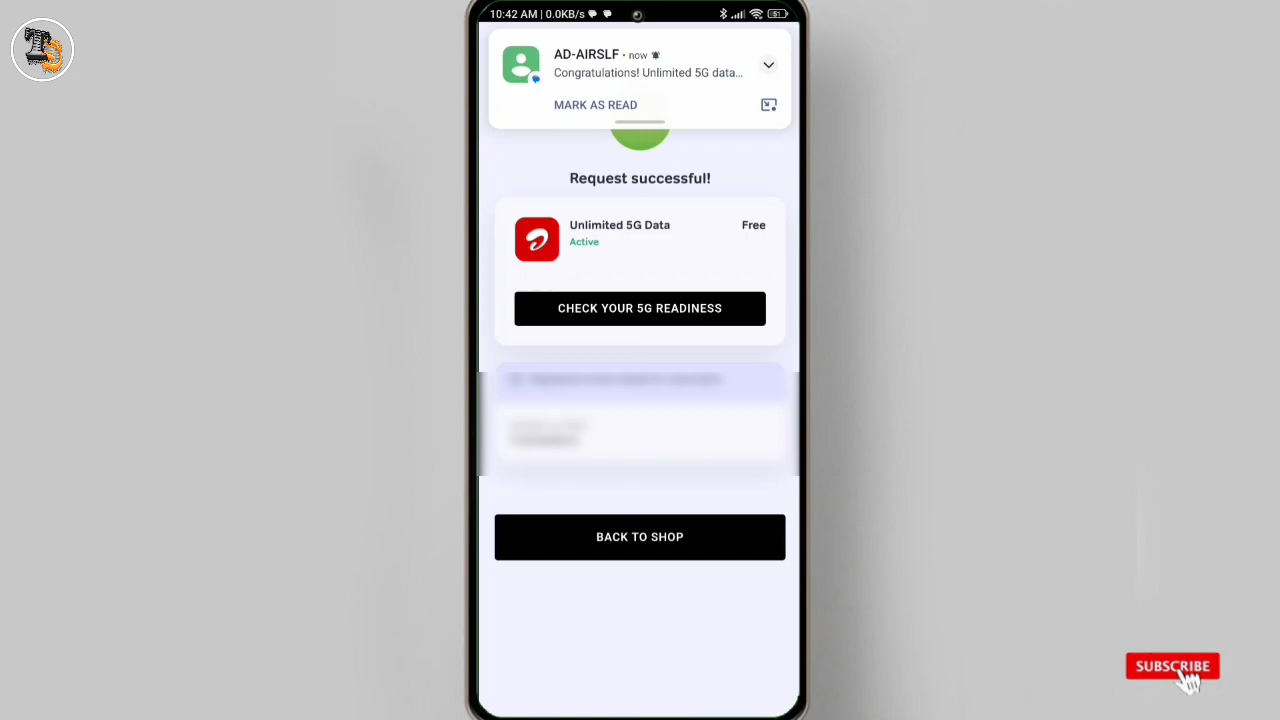 10:42 AM | 0.0KB/s
51
AD-AIRSLF • now
Congratulations! Unlimited 5G data...
MARK AS READ
Request successful!
Unlimited 5G Data
Free
Active
CHECK YOUR 5G READINESS
BACK TO SHOP
SUBSCRIBE